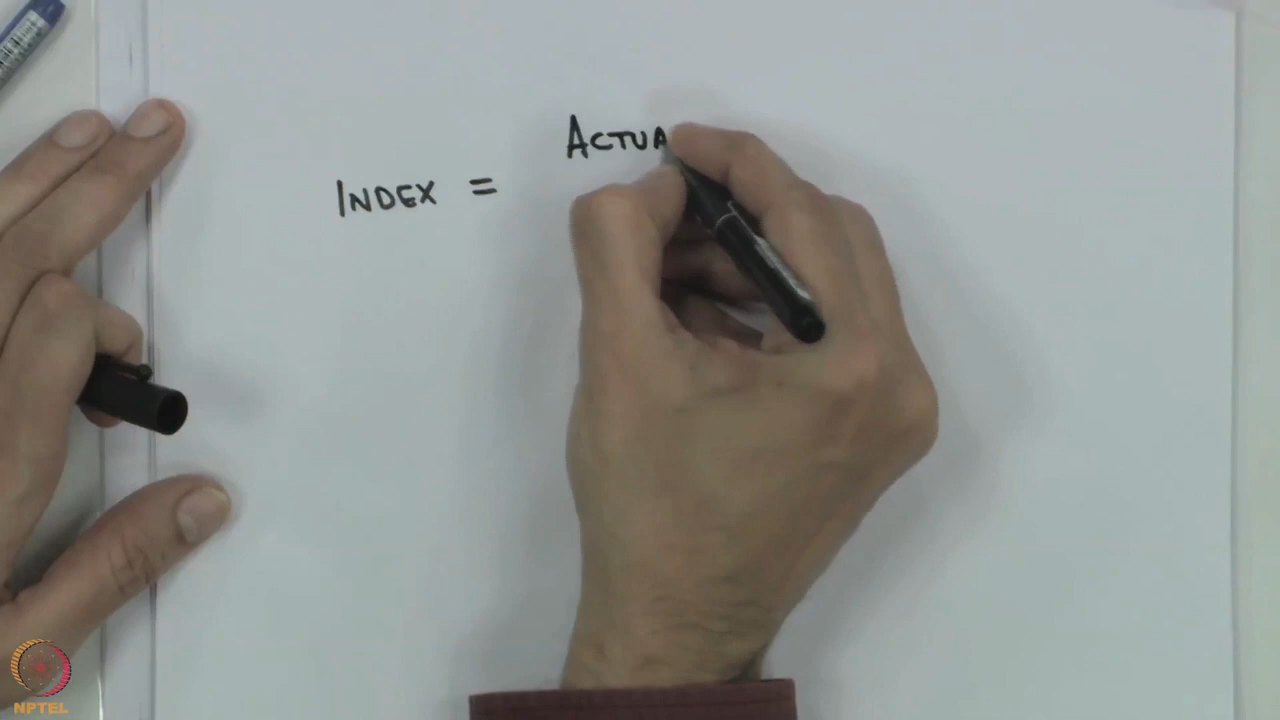 ACTUA
INDEX =
NPTEL